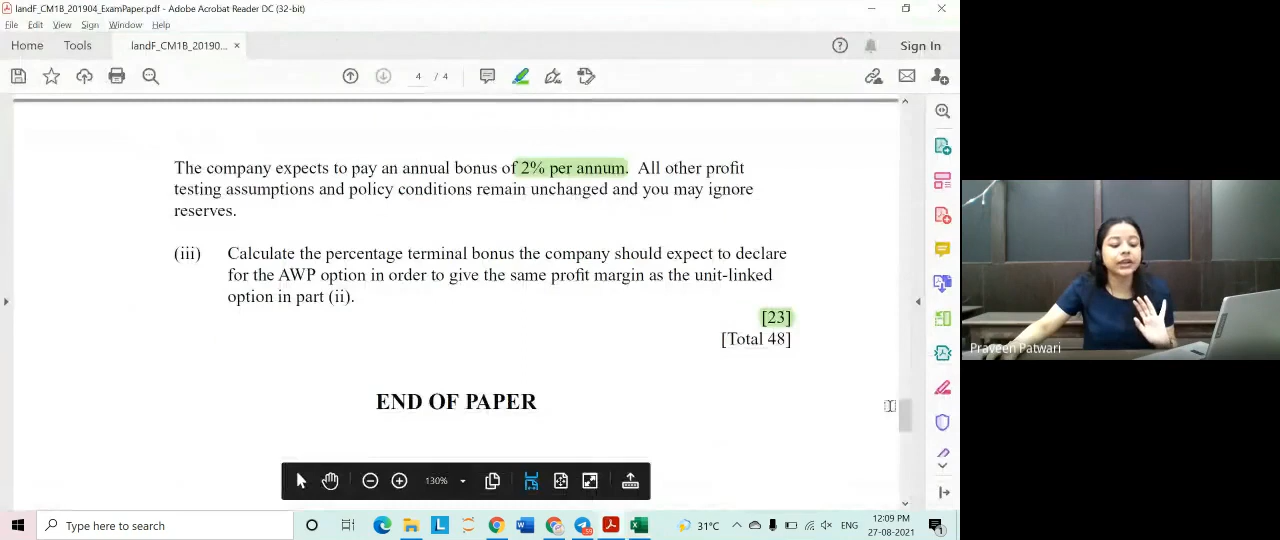 landF_CM1B_201904_ExamPaper.pdf - Adobe Acrobat Reader DC (32-bit)
File Edit View Sign Window Help
Home Tools landF_CM1B_20190... × Sign In
4 / 4
The company expects to pay an annual bonus of 2% per annum. All other profit
testing assumptions and policy conditions remain unchanged and you may ignore
reserves.
(iii) Calculate the percentage terminal bonus the company should expect to declare
for the AWP option in order to give the same profit margin as the unit-linked
option in part (ii).
[23]
[Total 48]
END OF PAPER
130%
Praveen Patwari
Type here to search
31°C ENG 12:09 PM
27-08-2021